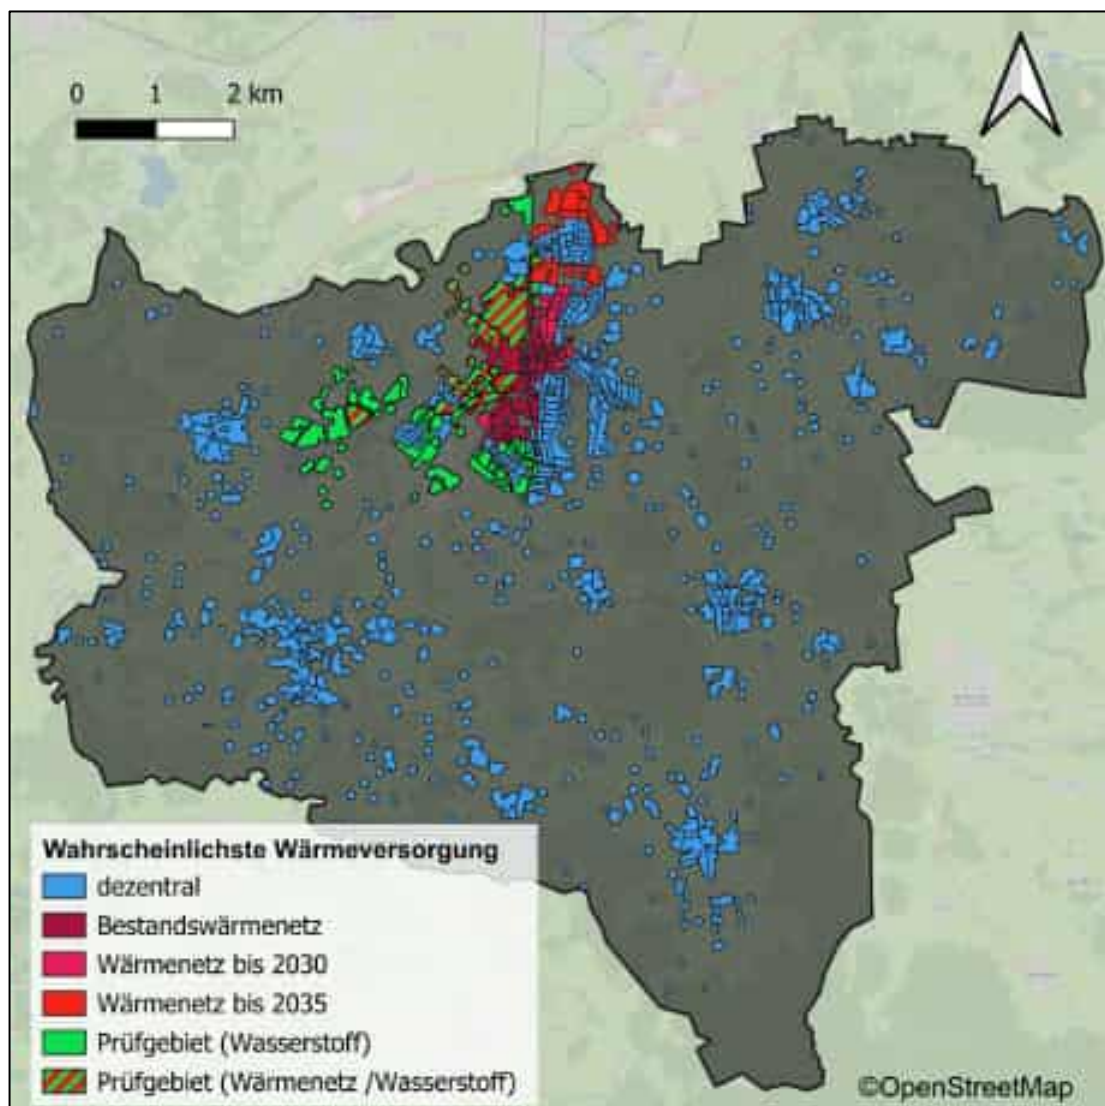 0 1 2 km
Wahrscheinlichste Wärmeversorgung
dezentral
Bestandswärmenetz
Wärmenetz bis 2030
Wärmenetz bis 2035
Prüfgebiet (Wasserstoff)
Prüfgebiet (Wärmenetz /Wasserstoff)
©OpenStreetMap